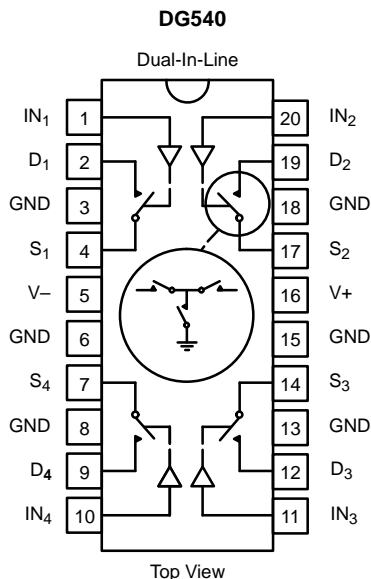 DG540
Dual-In-Line
IN₁ 1 20 IN₂
D₁ 2 19 D₂
GND 3 18 GND
S₁ 4 17 S₂
V– 5 16 V+
GND 6 15 GND
S₄ 7 14 S₃
GND 8 13 GND
D₄ 9 12 D₃
IN₄ 10 11 IN₃
Top View